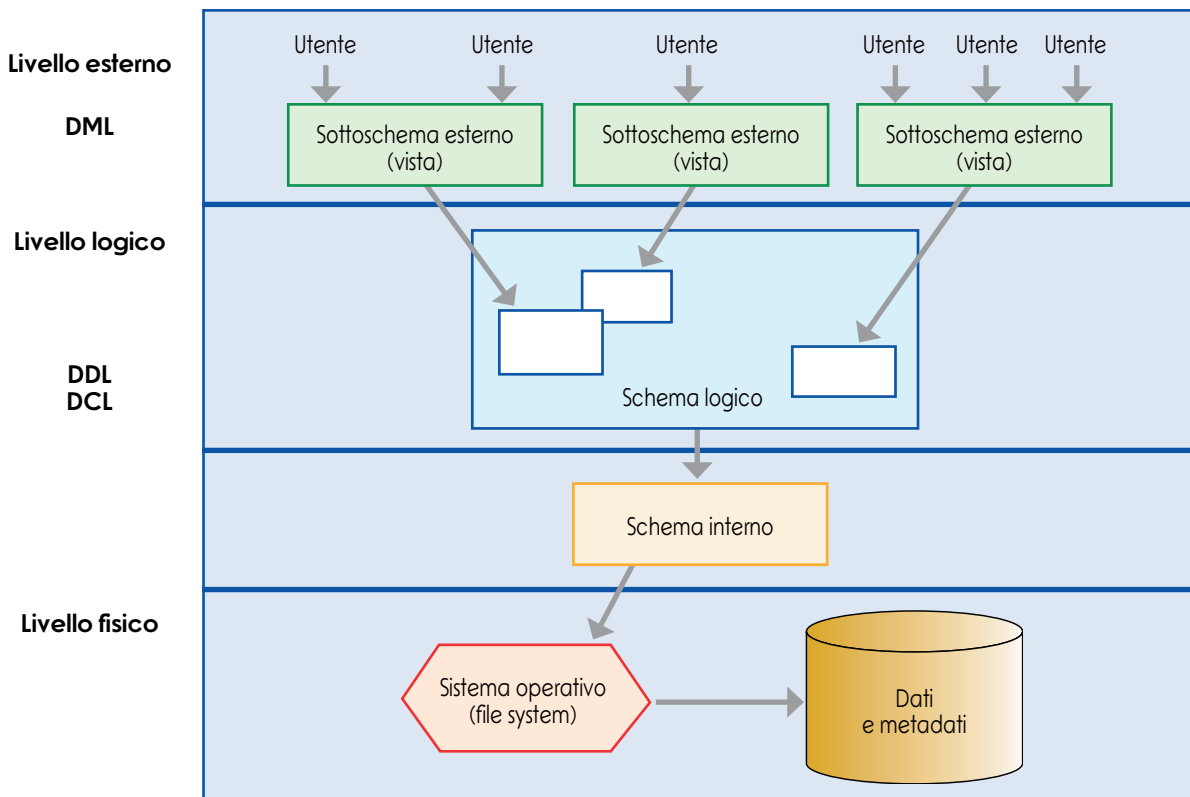 Livello esterno
DML
Utente
Utente
Utente
Utente
Utente
Utente
Sottoschema esterno
(vista)
Sottoschema esterno
(vista)
Sottoschema esterno
(vista)
Livello logico
DDL
DCL
Schema logico
Schema interno
Livello fisico
Sistema operativo
(file system)
Dati
e metadati